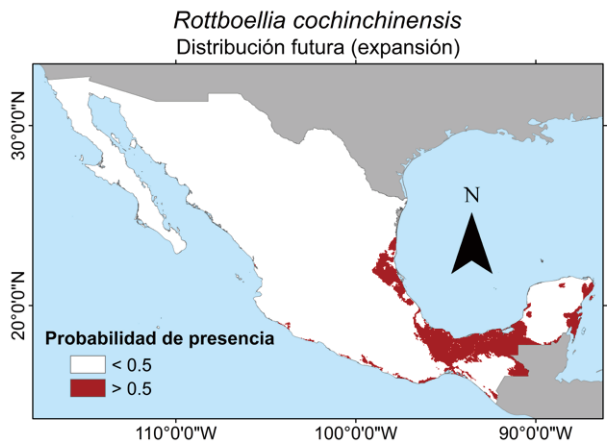 Rottboellia cochinchinensis
Distribución futura (expansión)
30°0'0"N
N
20°0'0"N
Probabilidad de presencia
< 0.5
> 0.5
110°0'0"W
100°0'0"W
90°0'0"W